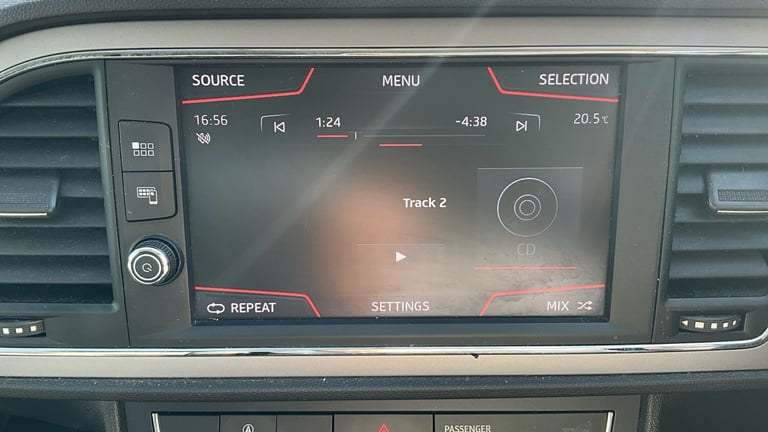 SOURCE MENU SELECTION
16:56 1:24 -4:38 20.5°C
Track 2
CD
REPEAT SETTINGS MIX
A
PASSENGER